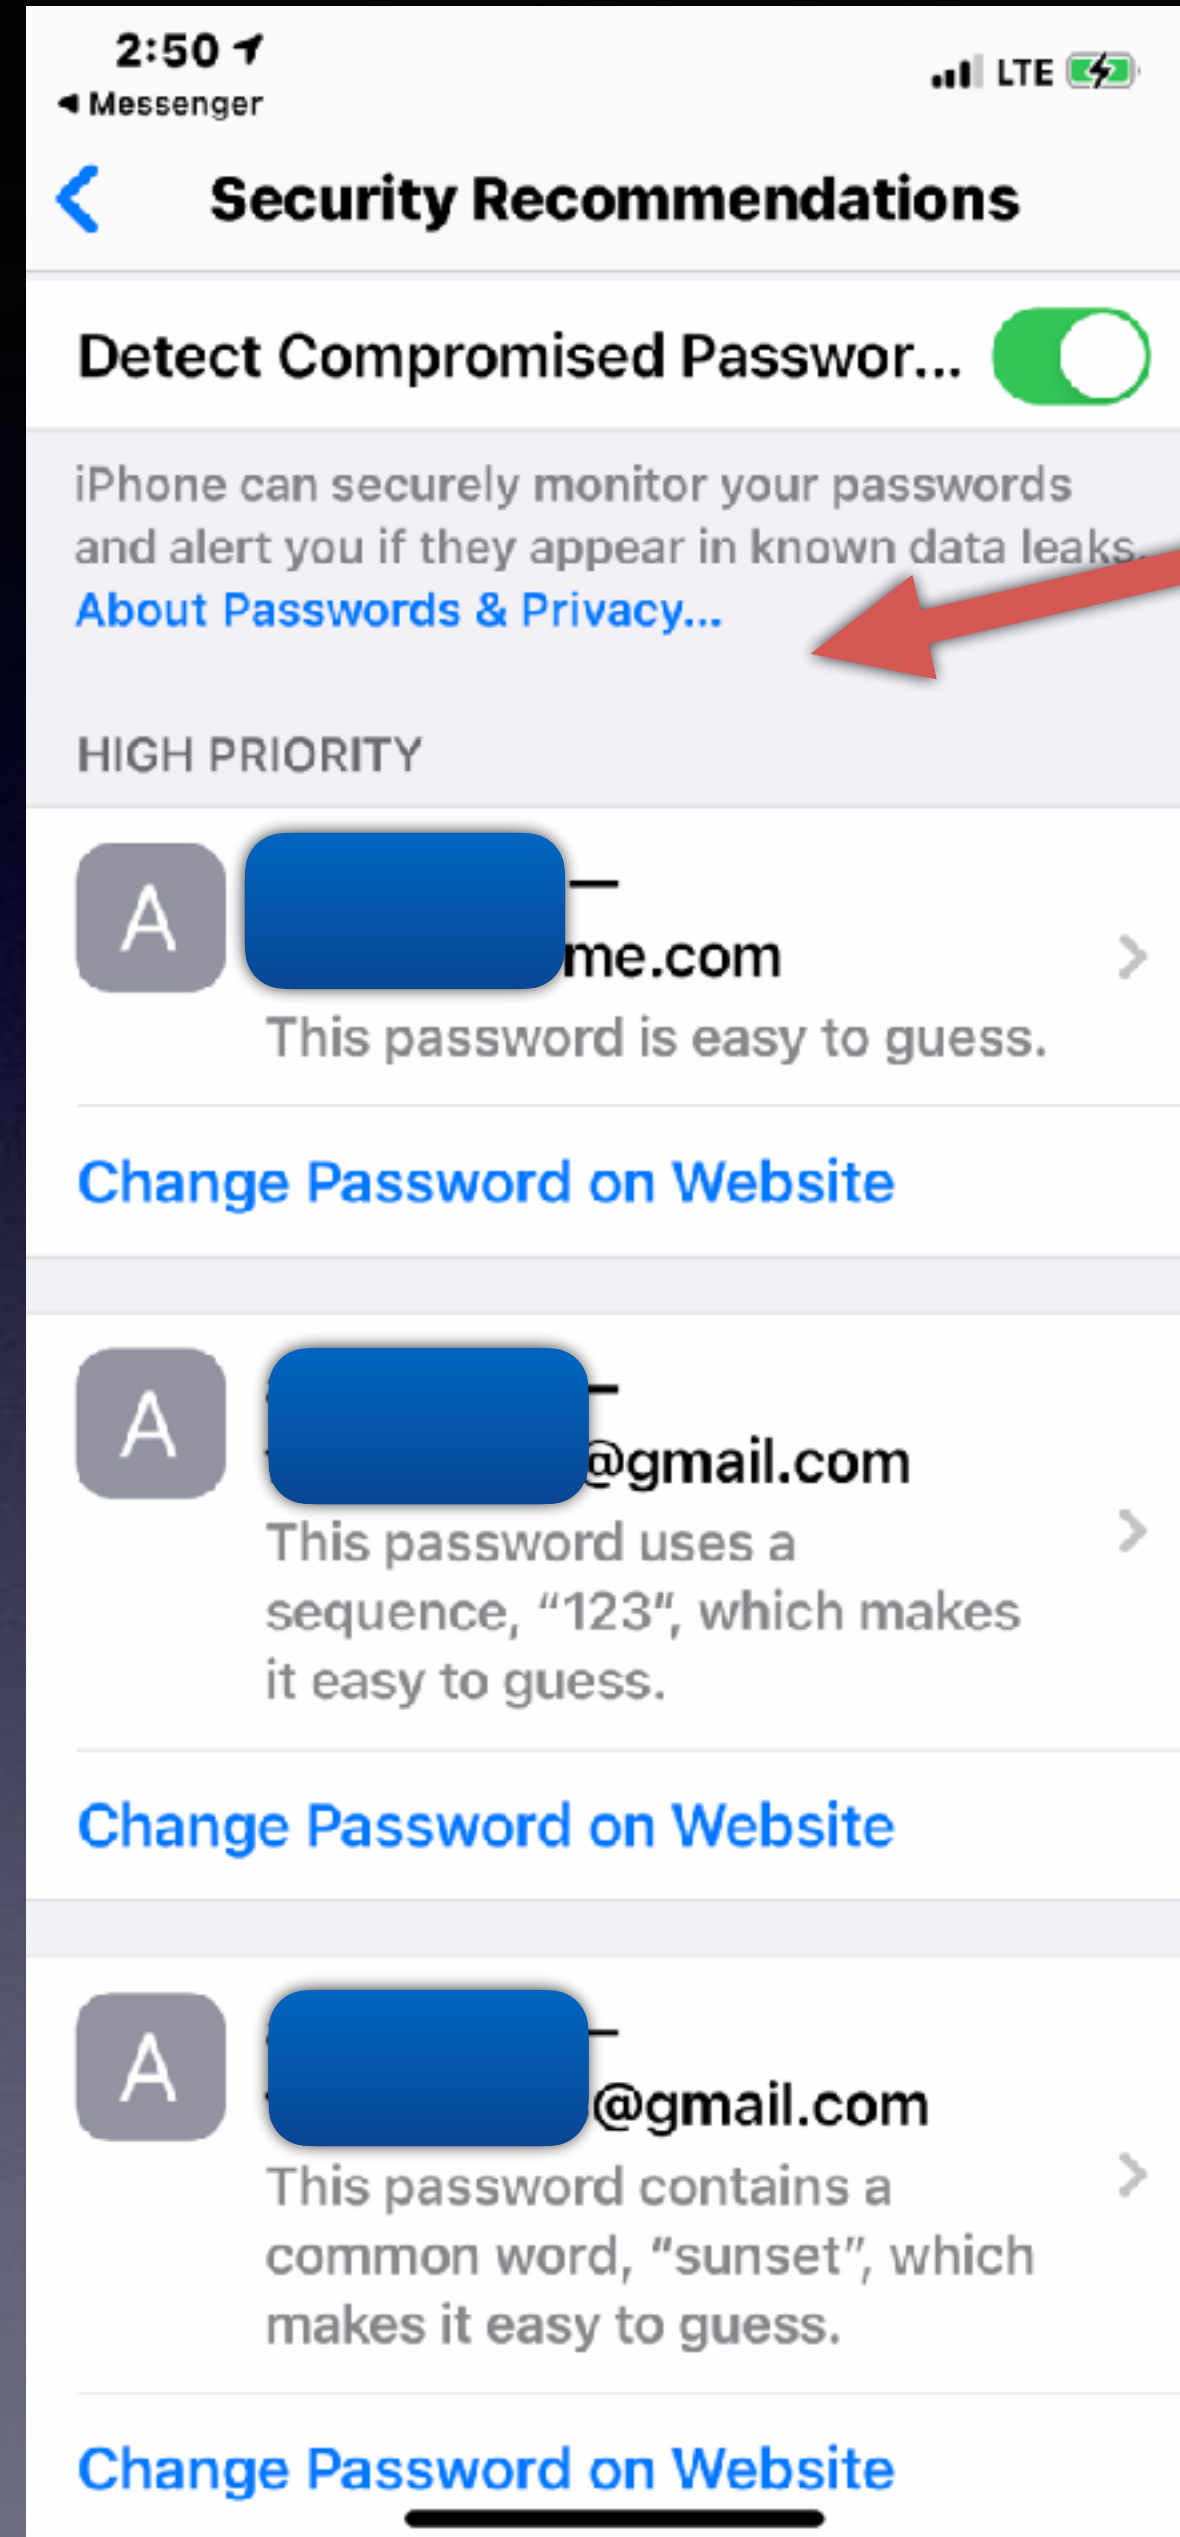 2:50
LTE
◀ Messenger
Security Recommendations
Detect Compromised Passwor...
iPhone can securely monitor your passwords
and alert you if they appear in known data leaks.
About Passwords & Privacy...
HIGH PRIORITY
A
—
me.com
This password is easy to guess.
Change Password on Website
A
—
@gmail.com
This password uses a
sequence, “123”, which makes
it easy to guess.
Change Password on Website
A
—
@gmail.com
This password contains a
common word, “sunset”, which
makes it easy to guess.
Change Password on Website